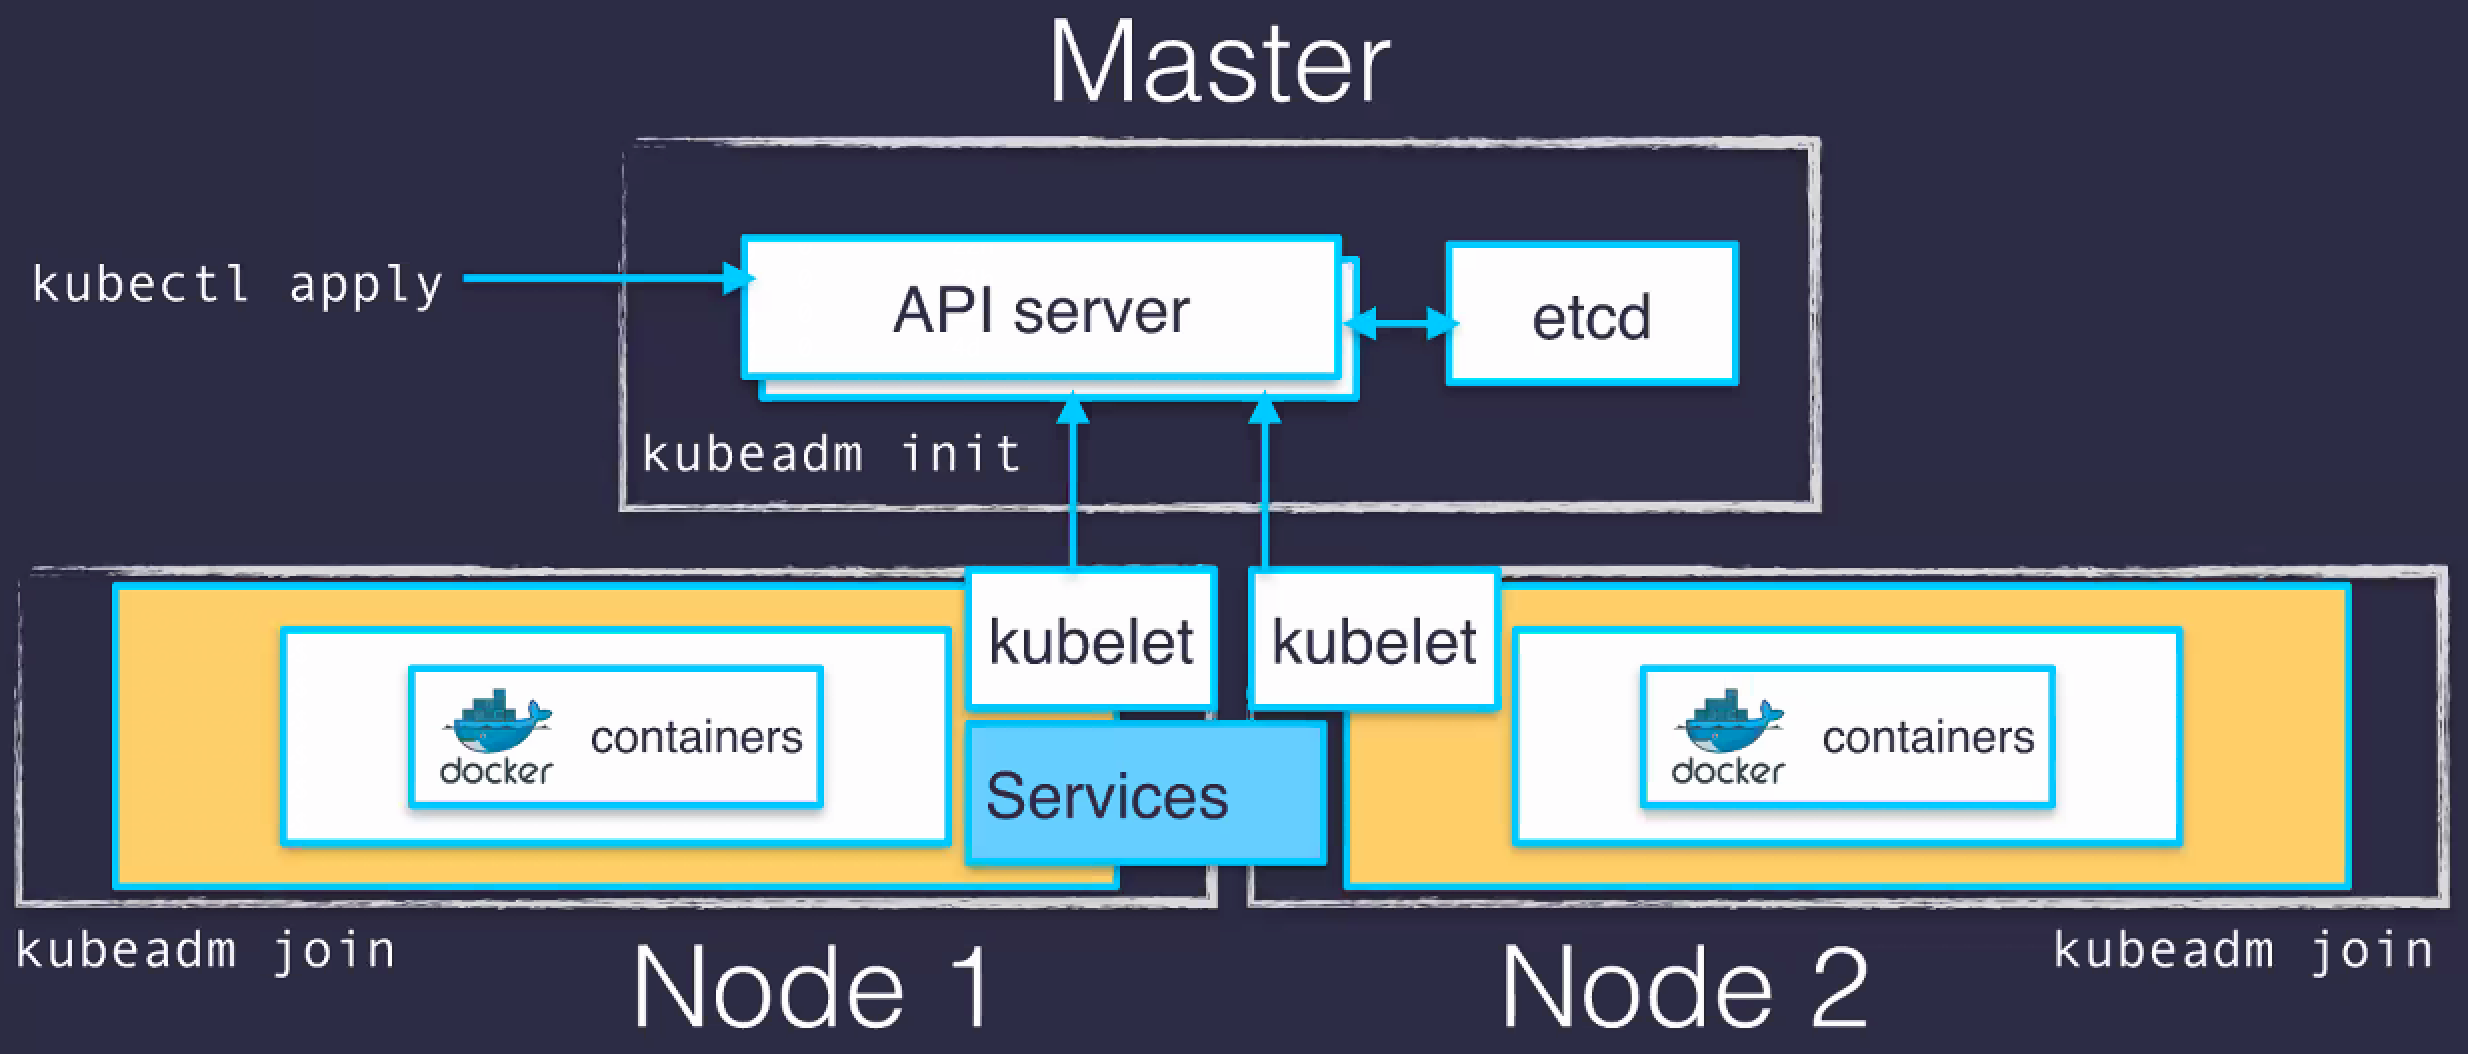 Master
kubectl apply
API server
etcd
kubeadm init
kubelet
kubelet
docker
containers
Services
docker
containers
kubeadm join
Node 1
Node 2
kubeadm join